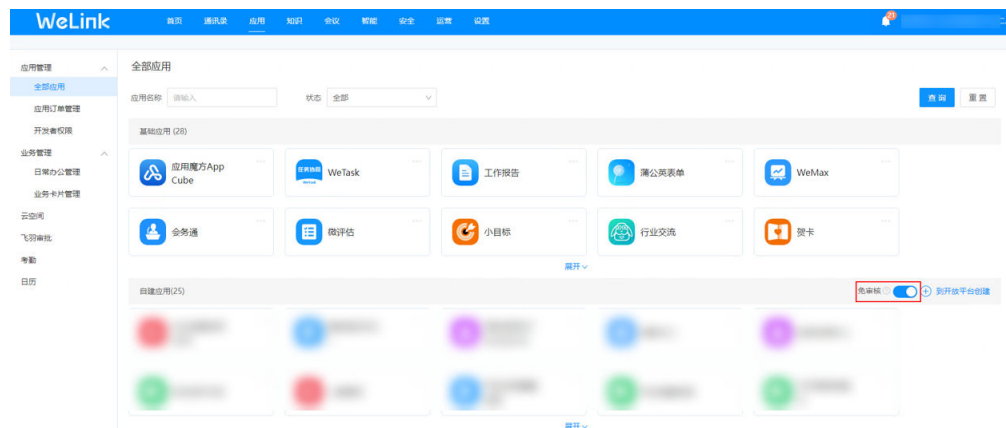 WeLink 首页 通讯录 应用 知识 会议 智能 安全 运营 设置 21
应用管理
全部应用
应用订单管理
开发者权限
业务管理
日常办公管理
业务卡片管理
云空间
飞羽审批
考勤
日历
全部应用
应用名称 请输入 状态 全部 查询 重置
基础应用 (28)
应用魔方App
Cube
任务协同 WeTask
工作报告
蒲公英表单
WeMax
会务通
微评估
小目标
行业交流
贺卡
展开
自建应用(25) 免审核 到开放平台创建
展开